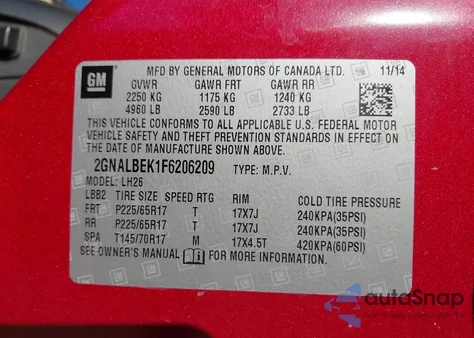 GM
MFD BY GENERAL MOTORS OF CANADA LTD. 11/14
GVWR GAWR FRT GAWR RR
2250 KG 1175 KG 1240 KG
4960 LB 2590 LB 2733 LB
THIS VEHICLE CONFORMS TO ALL APPLICABLE U.S. FEDERAL MOTOR
VEHICLE SAFETY AND THEFT PREVENTION STANDARDS IN EFFECT ON
THE DATE OF MANUFACTURE SHOWN ABOVE.
2GNALBEK1F6206209 TYPE: M.P.V.
MODEL: LH26
LBB2 TIRE SIZE SPEED RTG RIM COLD TIRE PRESSURE
FRT P225/65R17 T 17X7J 240KPA(35PSI)
RR P225/65R17 T 17X7J 240KPA(35PSI)
SPA T145/70R17 M 17X4.5T 420KPA(60PSI)
SEE OWNER'S MANUAL FOR MORE INFORMATION.
autoSnap